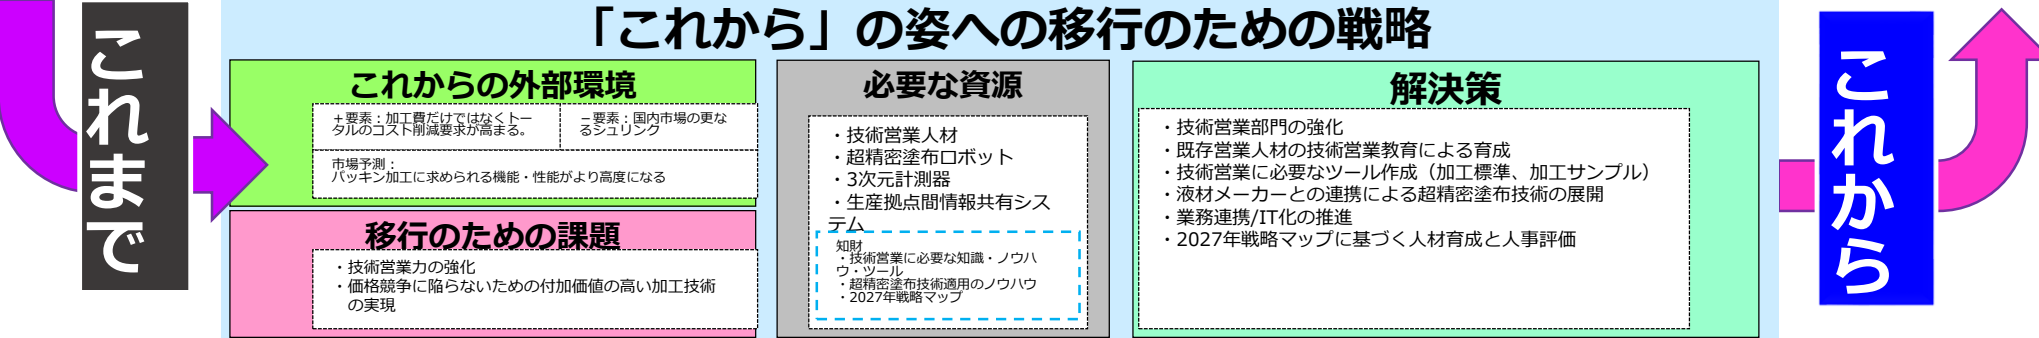 「これから」の姿への移行のための戦略
これまで
これからの外部環境
+要素：加工費だけではなくトー
タルのコスト削減要求が高まる。
−要素：国内市場の更な
るシュリンク
市場予測：
パッキン加工に求められる機能・性能がより高度になる
移行のための課題
・技術営業力の強化
・価格競争に陥らないための付加価値の高い加工技術
の実現
必要な資源
・技術営業人材
・超精密塗布ロボット
・3次元計測器
・生産拠点間情報共有シス
テム
知財
・技術営業に必要な知識・ノウハ
ウ・ツール
・超精密塗布技術適用のノウハウ
・2027年戦略マップ
解決策
・技術営業部門の強化
・既存営業人材の技術営業教育による育成
・技術営業に必要なツール作成（加工標準、加工サンプル）
・液材メーカーとの連携による超精密塗布技術の展開
・業務連携/IT化の推進
・2027年戦略マップに基づく人材育成と人事評価
これから